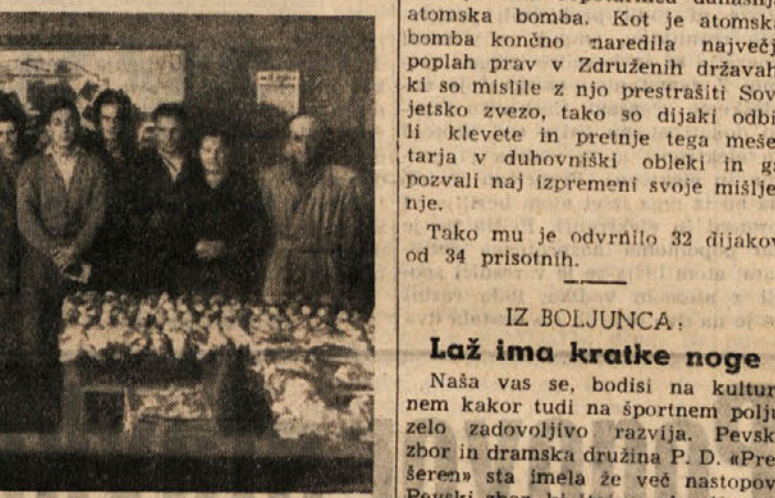 atomska bomba. Kot je atomska
bomba končno naredila največj
poplah prav v Združenih državah
ki so mislile z njo prestrašiti Sov
jetsko zvezo, tako so dijaki odbi
li klevete in pretnje tega meše
tarja v duhovniški obleki in ga
pozvali naj izpremeni svoje mišlje
nje.
Tako mu je odvrnilo 32 dijakov
od 34 prisotnih.
IZ BOLJUNCA:
Laž ima kratke noge
Naša vas se, bodisi na kultur
nem kakor tudi na športnem polju
zelo zadovoljivo razvija. Pevsk
zbor in dramska družina P. D. «Pre
šeren» sta imela že več nastopov
Pevski zbor